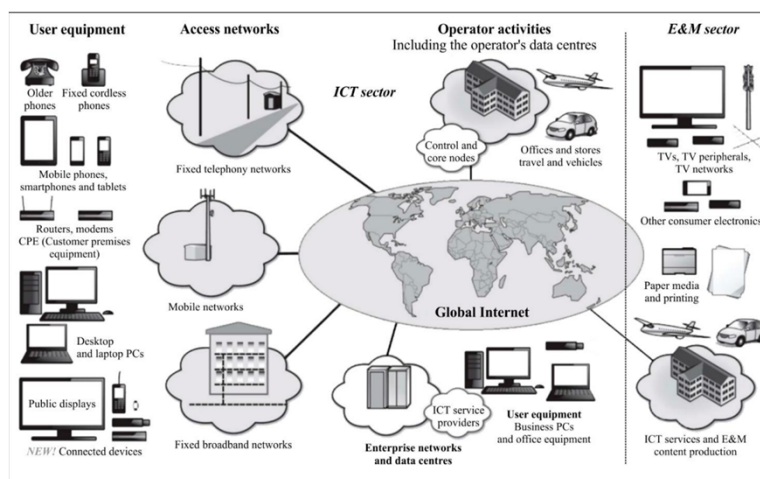 User equipment
Older
phones
Fixed cordless
phones
Mobile phones,
smartphones and tablets
Routers, modems
CPE (Customer premises
equipment)
Desktop
and laptop PCs
Public displays
NEW! Connected devices
Access networks
Fixed telephony networks
Mobile networks
Fixed broadband networks
ICT sector
Operator activities
Including the operator's data centres
Control and
core nodes
Offices and stores
travel and vehicles
Global Internet
ICT service
providers
Enterprise networks
and data centres
User equipment
Business PCs
and office equipment
E&M sector
TVs, TV peripherals,
TV networks
Other consumer electronics
Paper media
and printing
ICT services and E&M
content production